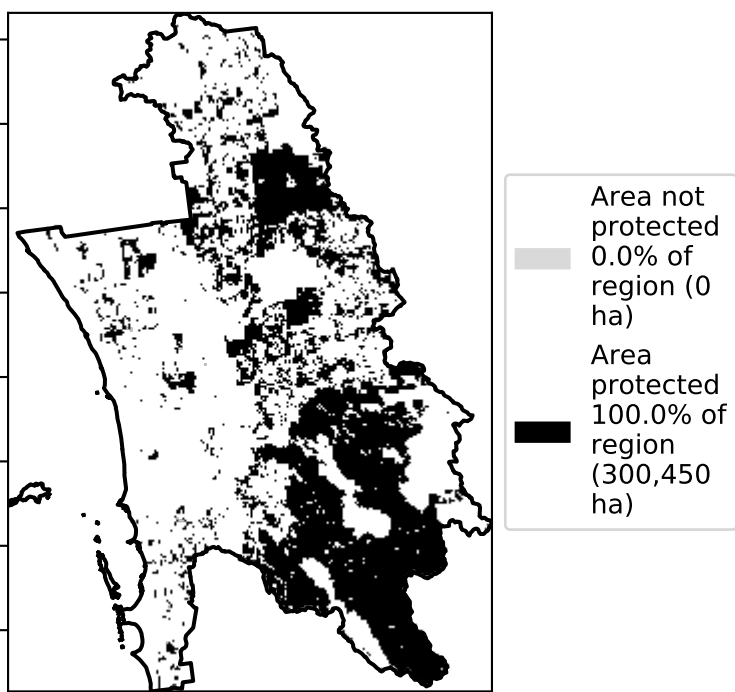 Area not
protected
0.0% of
region (0
ha)
Area
protected
100.0% of
region
(300,450
ha)